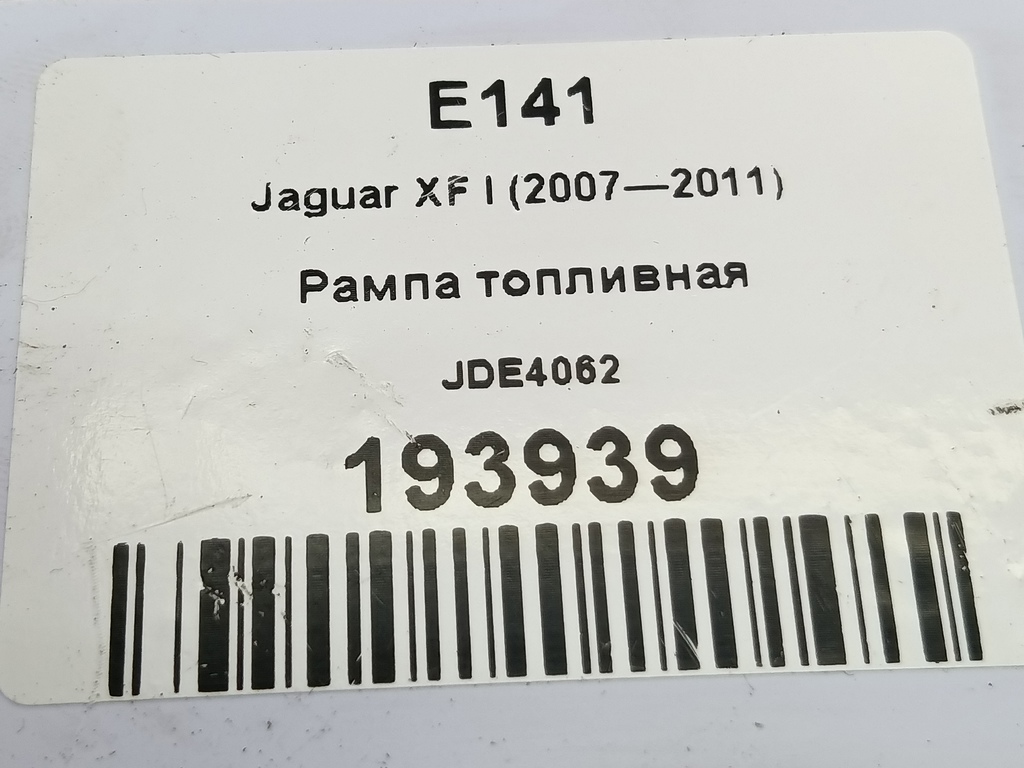 E141
Jaguar XF I (2007—2011)
Рампа топливная
JDE4062
193939